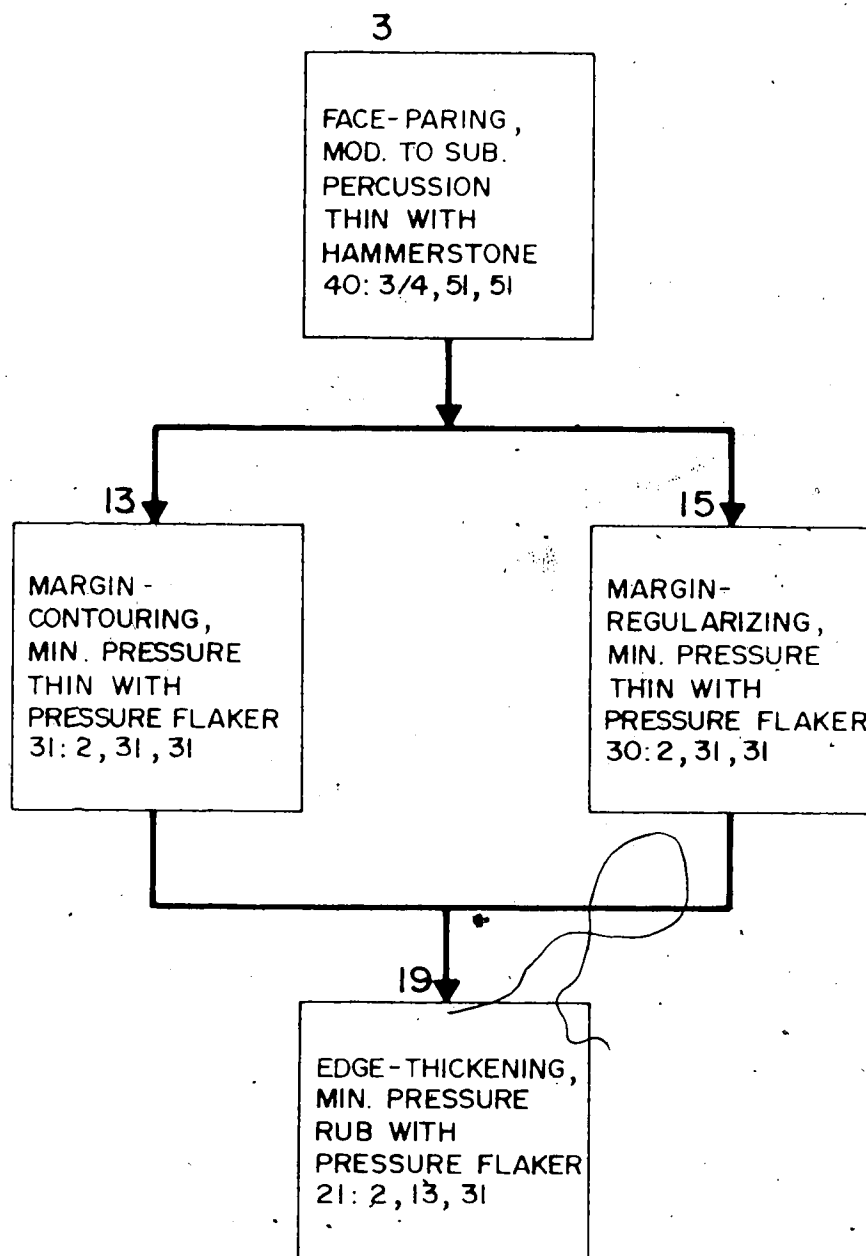 3
FACE-PARING,
MOD. TO SUB.
PERCUSSION
THIN WITH
HAMMERSTONE
40: 3/4, 51, 51
13
MARGIN-
CONTOURING,
MIN. PRESSURE
THIN WITH
PRESSURE FLAKER
31: 2, 31, 31
15
MARGIN-
REGULARIZING,
MIN. PRESSURE
THIN WITH
PRESSURE FLAKER
30: 2, 31, 31
19
EDGE-THICKENING,
MIN. PRESSURE
RUB WITH
PRESSURE FLAKER
21: 2, 13, 31